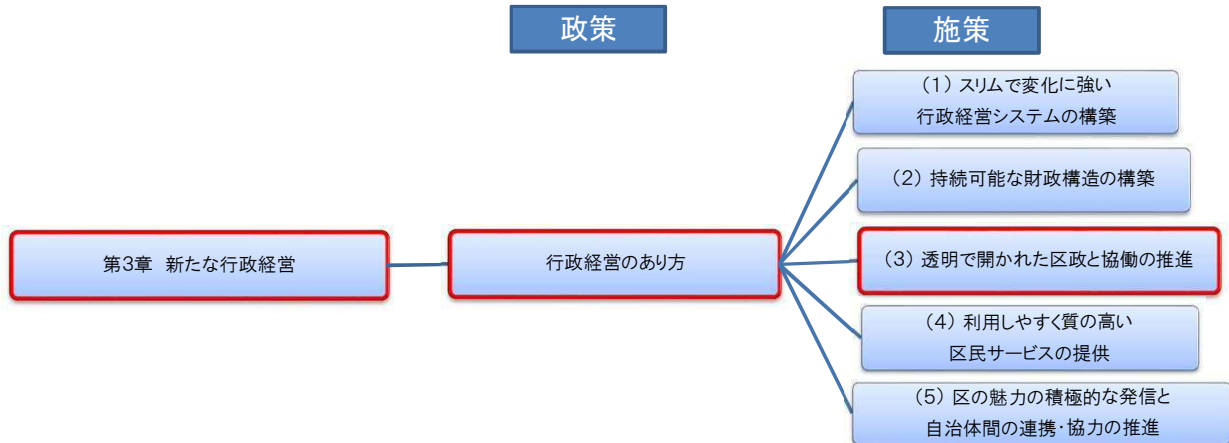 政策
施策
第3章 新たな行政経営
行政経営のあり方
（1）スリムで変化に強い
行政経営システムの構築
（2）持続可能な財政構造の構築
（3）透明で開かれた区政と協働の推進
（4）利用しやすく質の高い
区民サービスの提供
（5）区の魅力の積極的な発信と
自治体間の連携・協力の推進